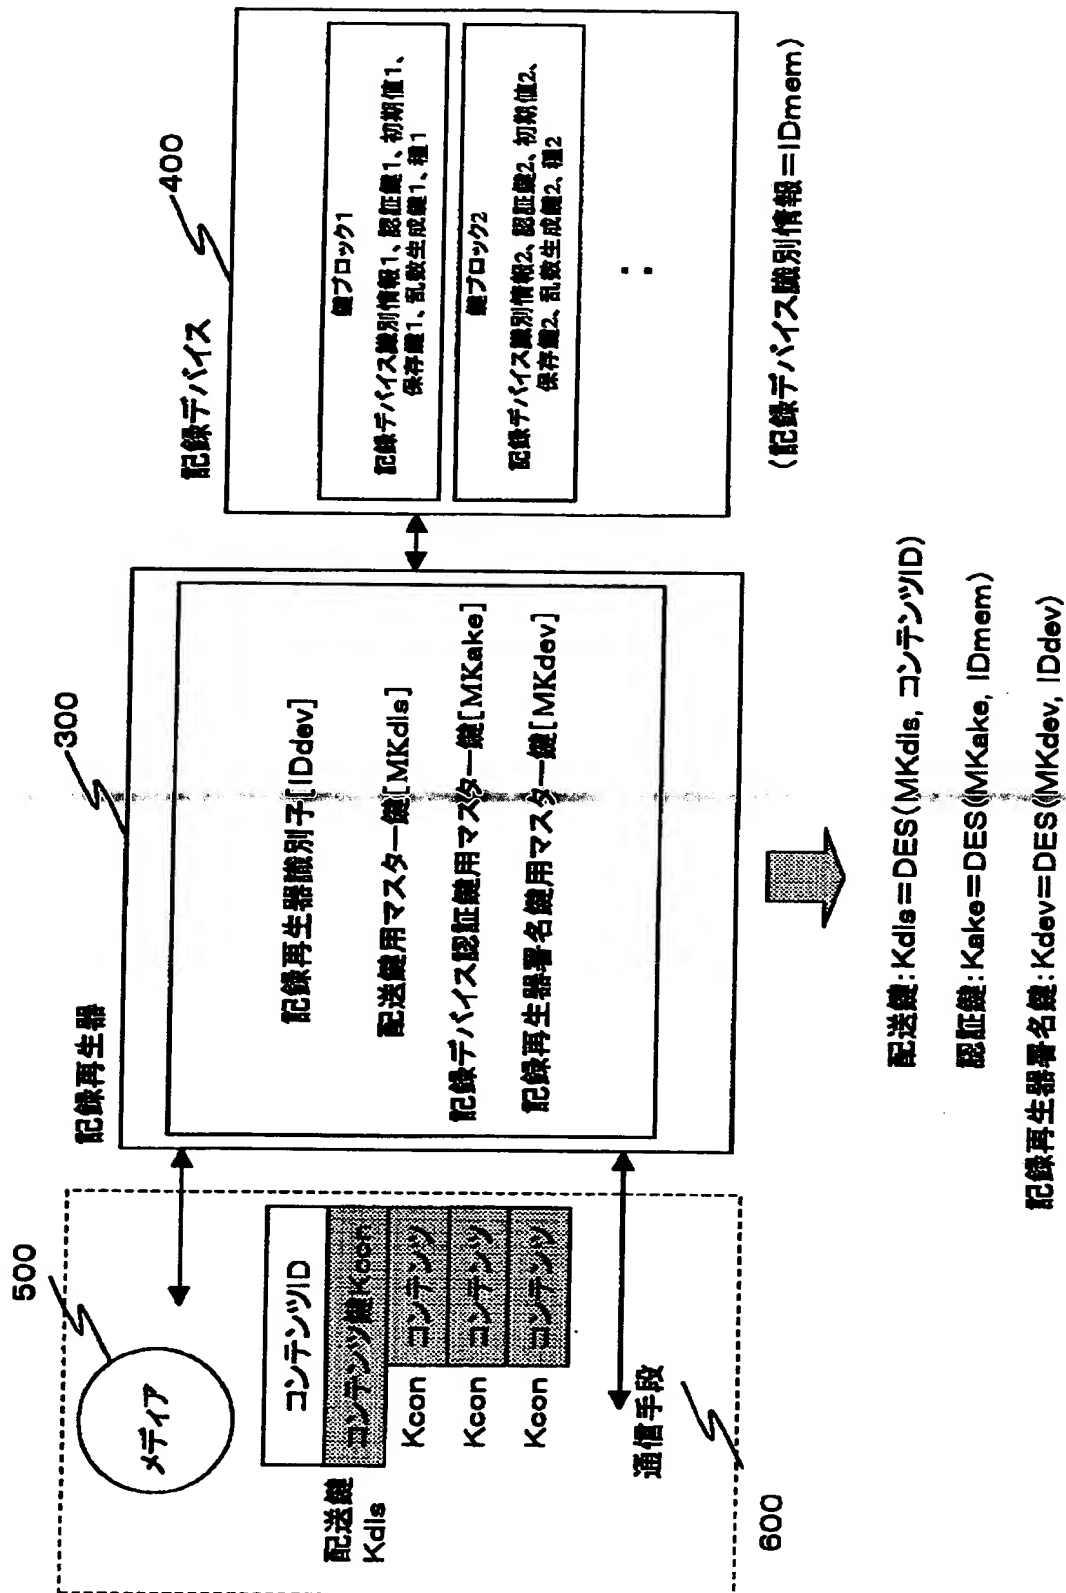 500
メディア
コンテンツID
コンテンツ鍵Kcon
配送鍵
Kdis
Kcon
コンテンツ
Kcon
コンテンツ
Kcon
コンテンツ
通信手段
600
記録再生器
300
記録再生器識別子[IDdev]
配送鍵用マスター鍵[MKdis]
記録デバイス認証鍵用マスター鍵[MKake]
記録再生器署名鍵用マスター鍵[MKdev]
配送鍵:Kdis=DES(MKdis, コンテンツID)
認証鍵:Kake=DES(MKake, IDmem)
記録再生器署名鍵:Kdev=DES(MKdev, IDdev)
記録デバイス
400
鍵ブロック1
記録デバイス識別情報1、認証鍵1、初期値1、
保存鍵1、乱数生成鍵1、種1
鍵ブロック2
記録デバイス識別情報2、認証鍵2、初期値2、
保存鍵2、乱数生成鍵2、種2
:
(記録デバイス識別情報=IDmem)